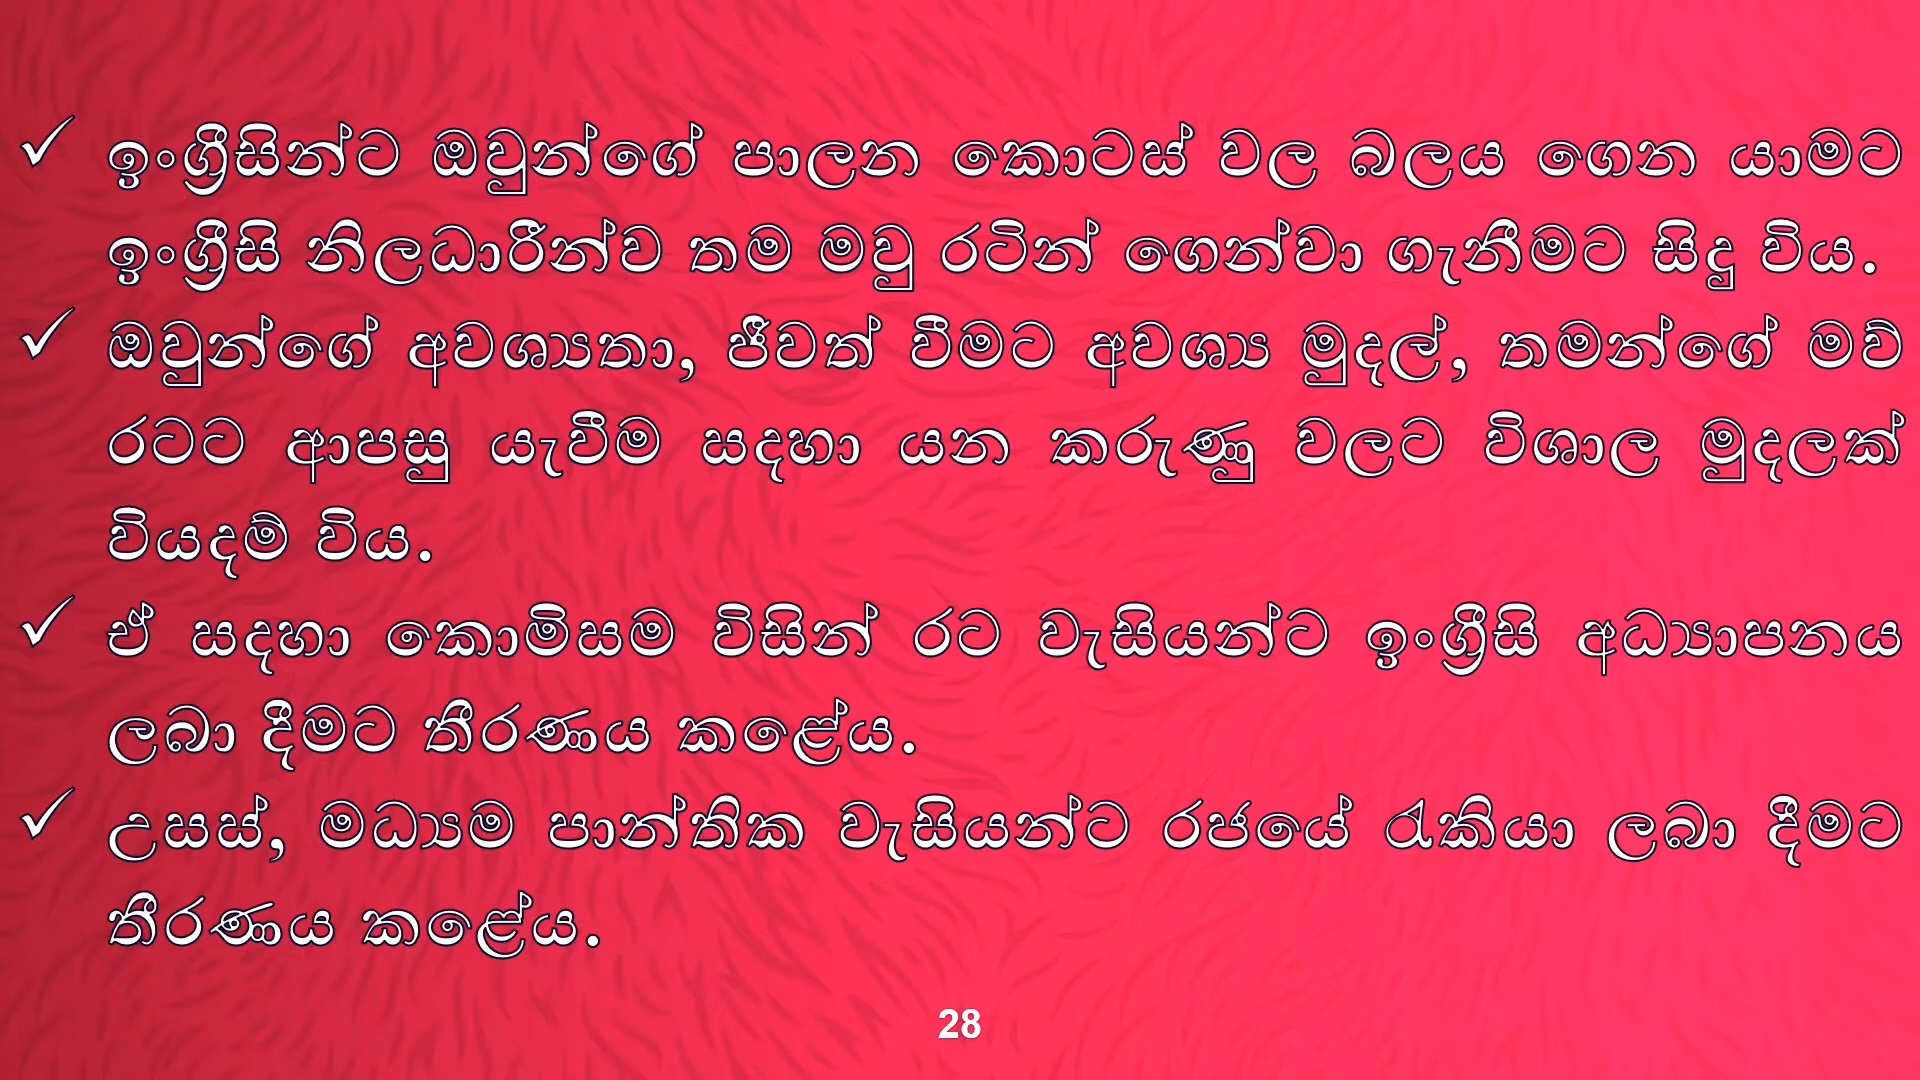 ✓ ඉංග්‍රීසින්ට ඔවුන්ගේ පාලන කොටස් වල බලය ගෙන යාමට
ඉංග්‍රීසි නිලධාරීන්ව තම මවු රටින් ගෙන්වා ගැනීමට සිදු විය.
✓ ඔවුන්ගේ අවශ්‍යතා, ජීවත් වීමට අවශ්‍ය මුදල්, තමන්ගේ මව්
රටට ආපසු යැවීම සදහා යන කරුණු වලට විශාල මුදලක්
වියදම් විය.
✓ ඒ සදහා කොමිසම විසින් රට වැසියන්ට ඉංග්‍රීසි අධ්‍යාපනය
ලබා දීමට තීරණය කළේය.
✓ උසස්, මධ්‍යම පාන්තික වැසියන්ට රජයේ රැකියා ලබා දීමට
තීරණය කළේය.
28